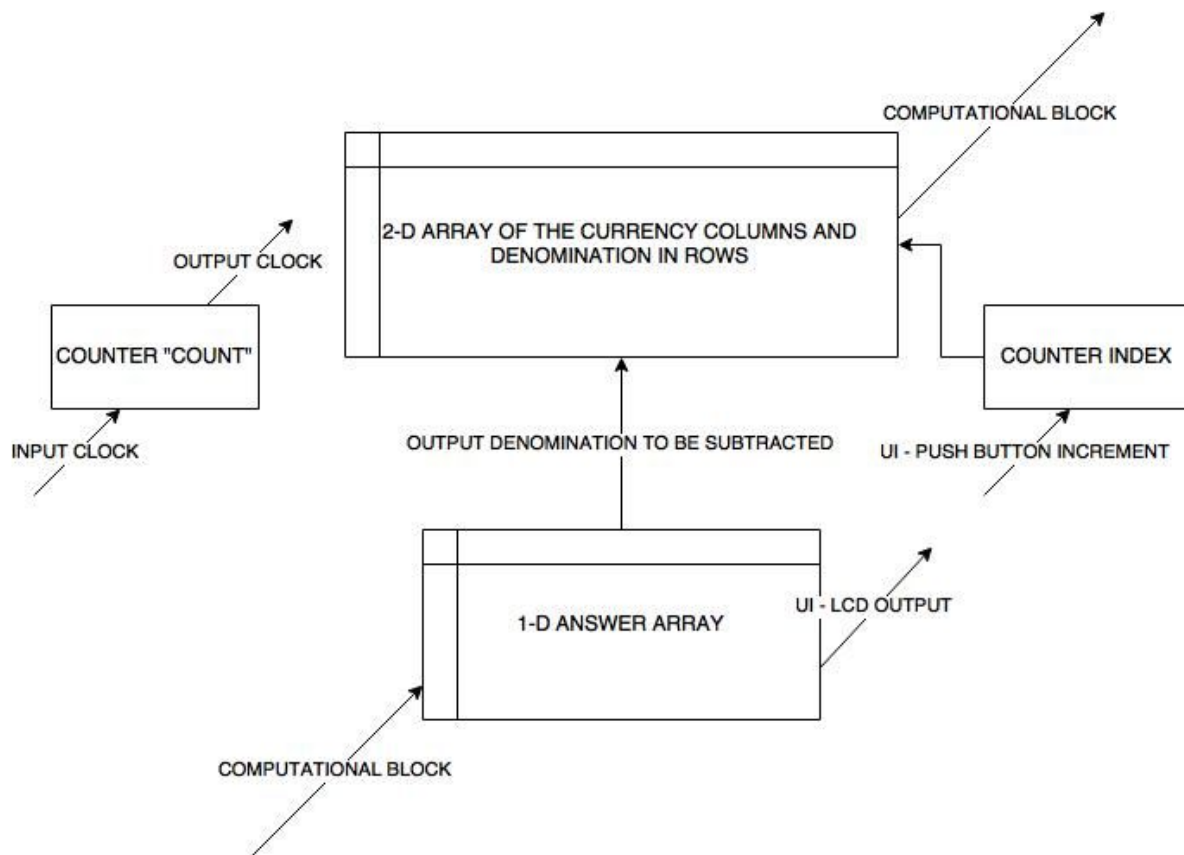 COMPUTATIONAL BLOCK
2-D ARRAY OF THE CURRENCY COLUMNS AND
DENOMINATION IN ROWS
OUTPUT CLOCK
COUNTER "COUNT"
COUNTER INDEX
INPUT CLOCK
OUTPUT DENOMINATION TO BE SUBTRACTED
UI - PUSH BUTTON INCREMENT
1-D ANSWER ARRAY
UI - LCD OUTPUT
COMPUTATIONAL BLOCK